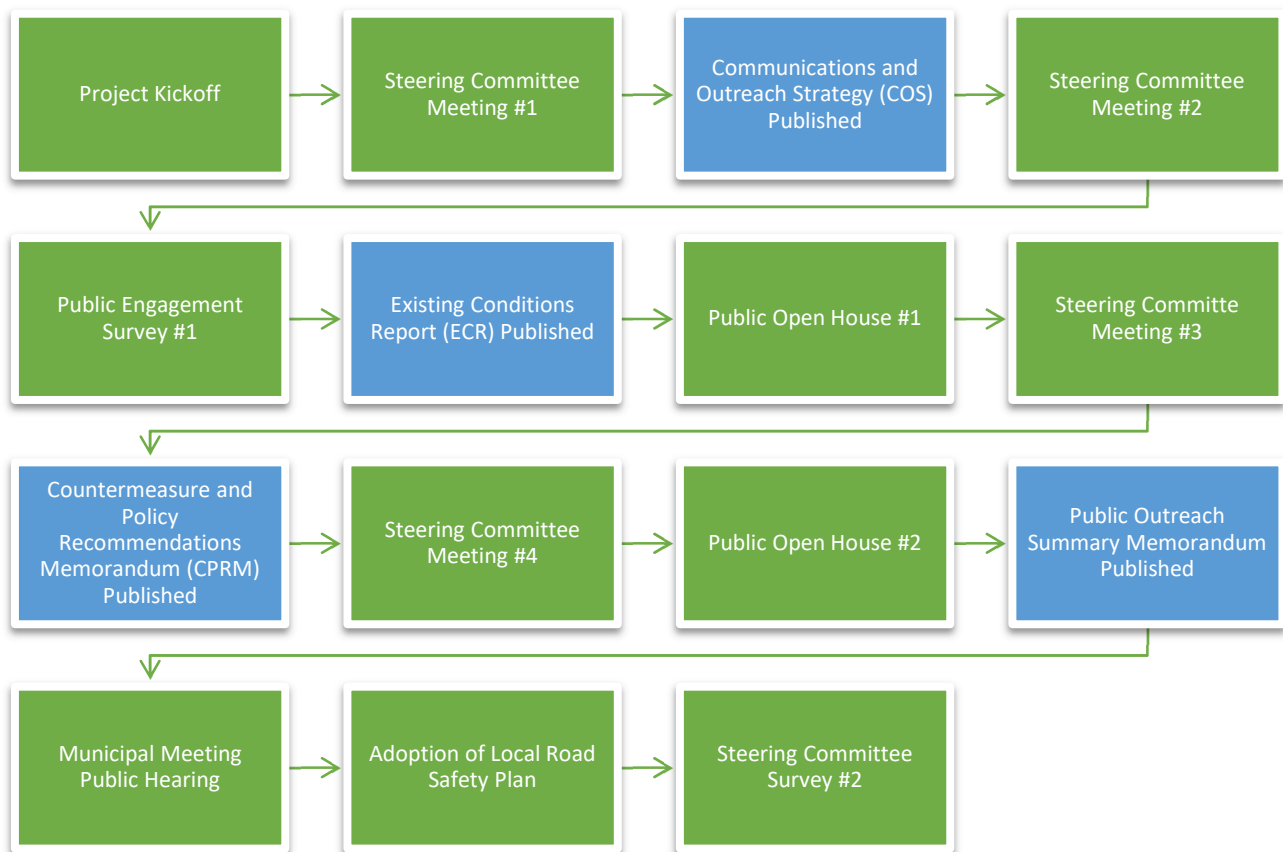 Project Kickoff
Steering Committee
Meeting #1
Communications and
Outreach Strategy (COS)
Published
Steering Committee
Meeting #2
Public Engagement
Survey #1
Existing Conditions
Report (ECR) Published
Public Open House #1
Steering Committe
Meeting #3
Countermeasure and
Policy
Recommendations
Memorandum (CPRM)
Published
Steering Committee
Meeting #4
Public Open House #2
Public Outreach
Summary Memorandum
Published
Municipal Meeting
Public Hearing
Adoption of Local Road
Safety Plan
Steering Committee
Survey #2